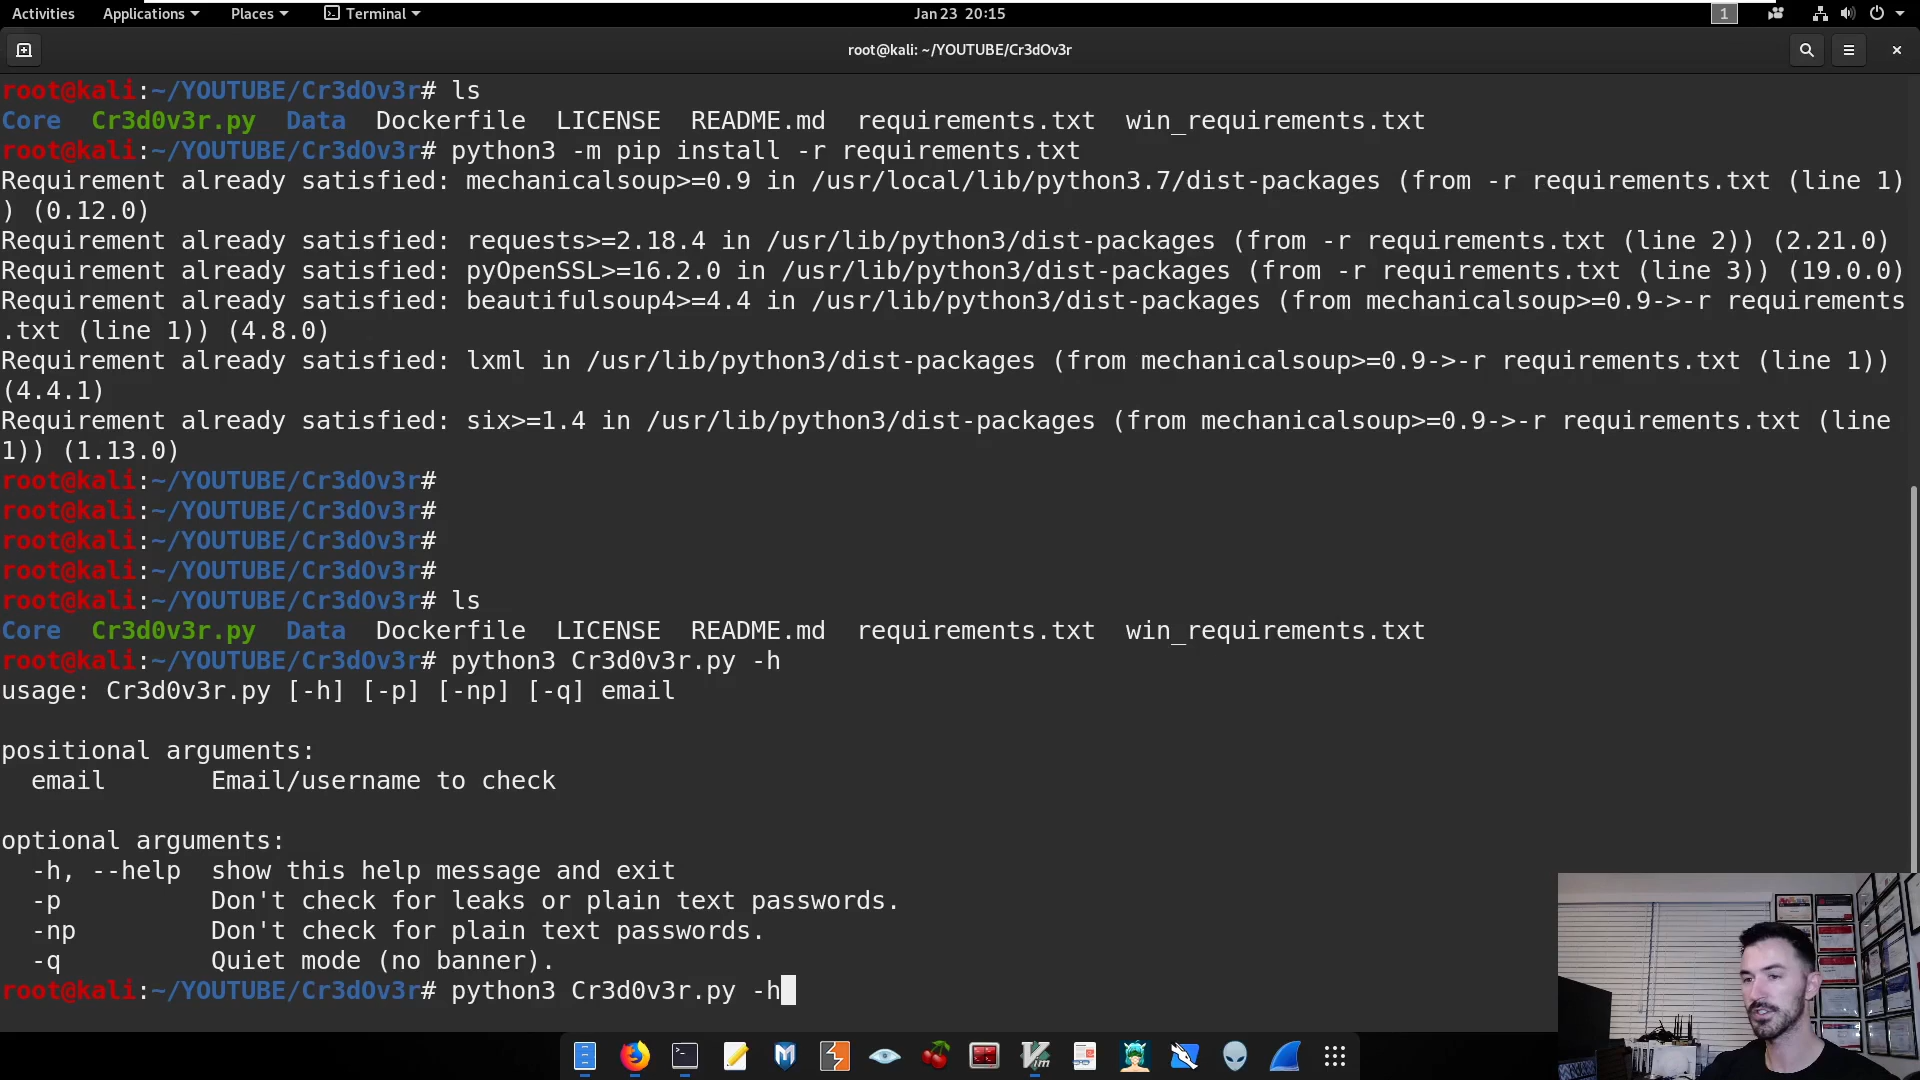 Activities Applications Places Terminal Jan 23 20:15 1
root@kali: ~/YOUTUBE/Cr3dOv3r
root@kali:~/YOUTUBE/Cr3dOv3r# ls
Core Cr3d0v3r.py Data Dockerfile LICENSE README.md requirements.txt win_requirements.txt
root@kali:~/YOUTUBE/Cr3dOv3r# python3 -m pip install -r requirements.txt
Requirement already satisfied: mechanicalsoup>=0.9 in /usr/local/lib/python3.7/dist-packages (from -r requirements.txt (line 1)
) (0.12.0)
Requirement already satisfied: requests>=2.18.4 in /usr/lib/python3/dist-packages (from -r requirements.txt (line 2)) (2.21.0)
Requirement already satisfied: pyOpenSSL>=16.2.0 in /usr/lib/python3/dist-packages (from -r requirements.txt (line 3)) (19.0.0)
Requirement already satisfied: beautifulsoup4>=4.4 in /usr/lib/python3/dist-packages (from mechanicalsoup>=0.9->-r requirements
.txt (line 1)) (4.8.0)
Requirement already satisfied: lxml in /usr/lib/python3/dist-packages (from mechanicalsoup>=0.9->-r requirements.txt (line 1))
(4.4.1)
Requirement already satisfied: six>=1.4 in /usr/lib/python3/dist-packages (from mechanicalsoup>=0.9->-r requirements.txt (line
1)) (1.13.0)
root@kali:~/YOUTUBE/Cr3dOv3r#
root@kali:~/YOUTUBE/Cr3dOv3r#
root@kali:~/YOUTUBE/Cr3dOv3r#
root@kali:~/YOUTUBE/Cr3dOv3r#
root@kali:~/YOUTUBE/Cr3dOv3r# ls
Core Cr3d0v3r.py Data Dockerfile LICENSE README.md requirements.txt win_requirements.txt
root@kali:~/YOUTUBE/Cr3dOv3r# python3 Cr3d0v3r.py -h
usage: Cr3d0v3r.py [-h] [-p] [-np] [-q] email
positional arguments:
email Email/username to check
optional arguments:
-h, --help show this help message and exit
-p Don't check for leaks or plain text passwords.
-np Don't check for plain text passwords.
-q Quiet mode (no banner).
root@kali:~/YOUTUBE/Cr3dOv3r# python3 Cr3d0v3r.py -h